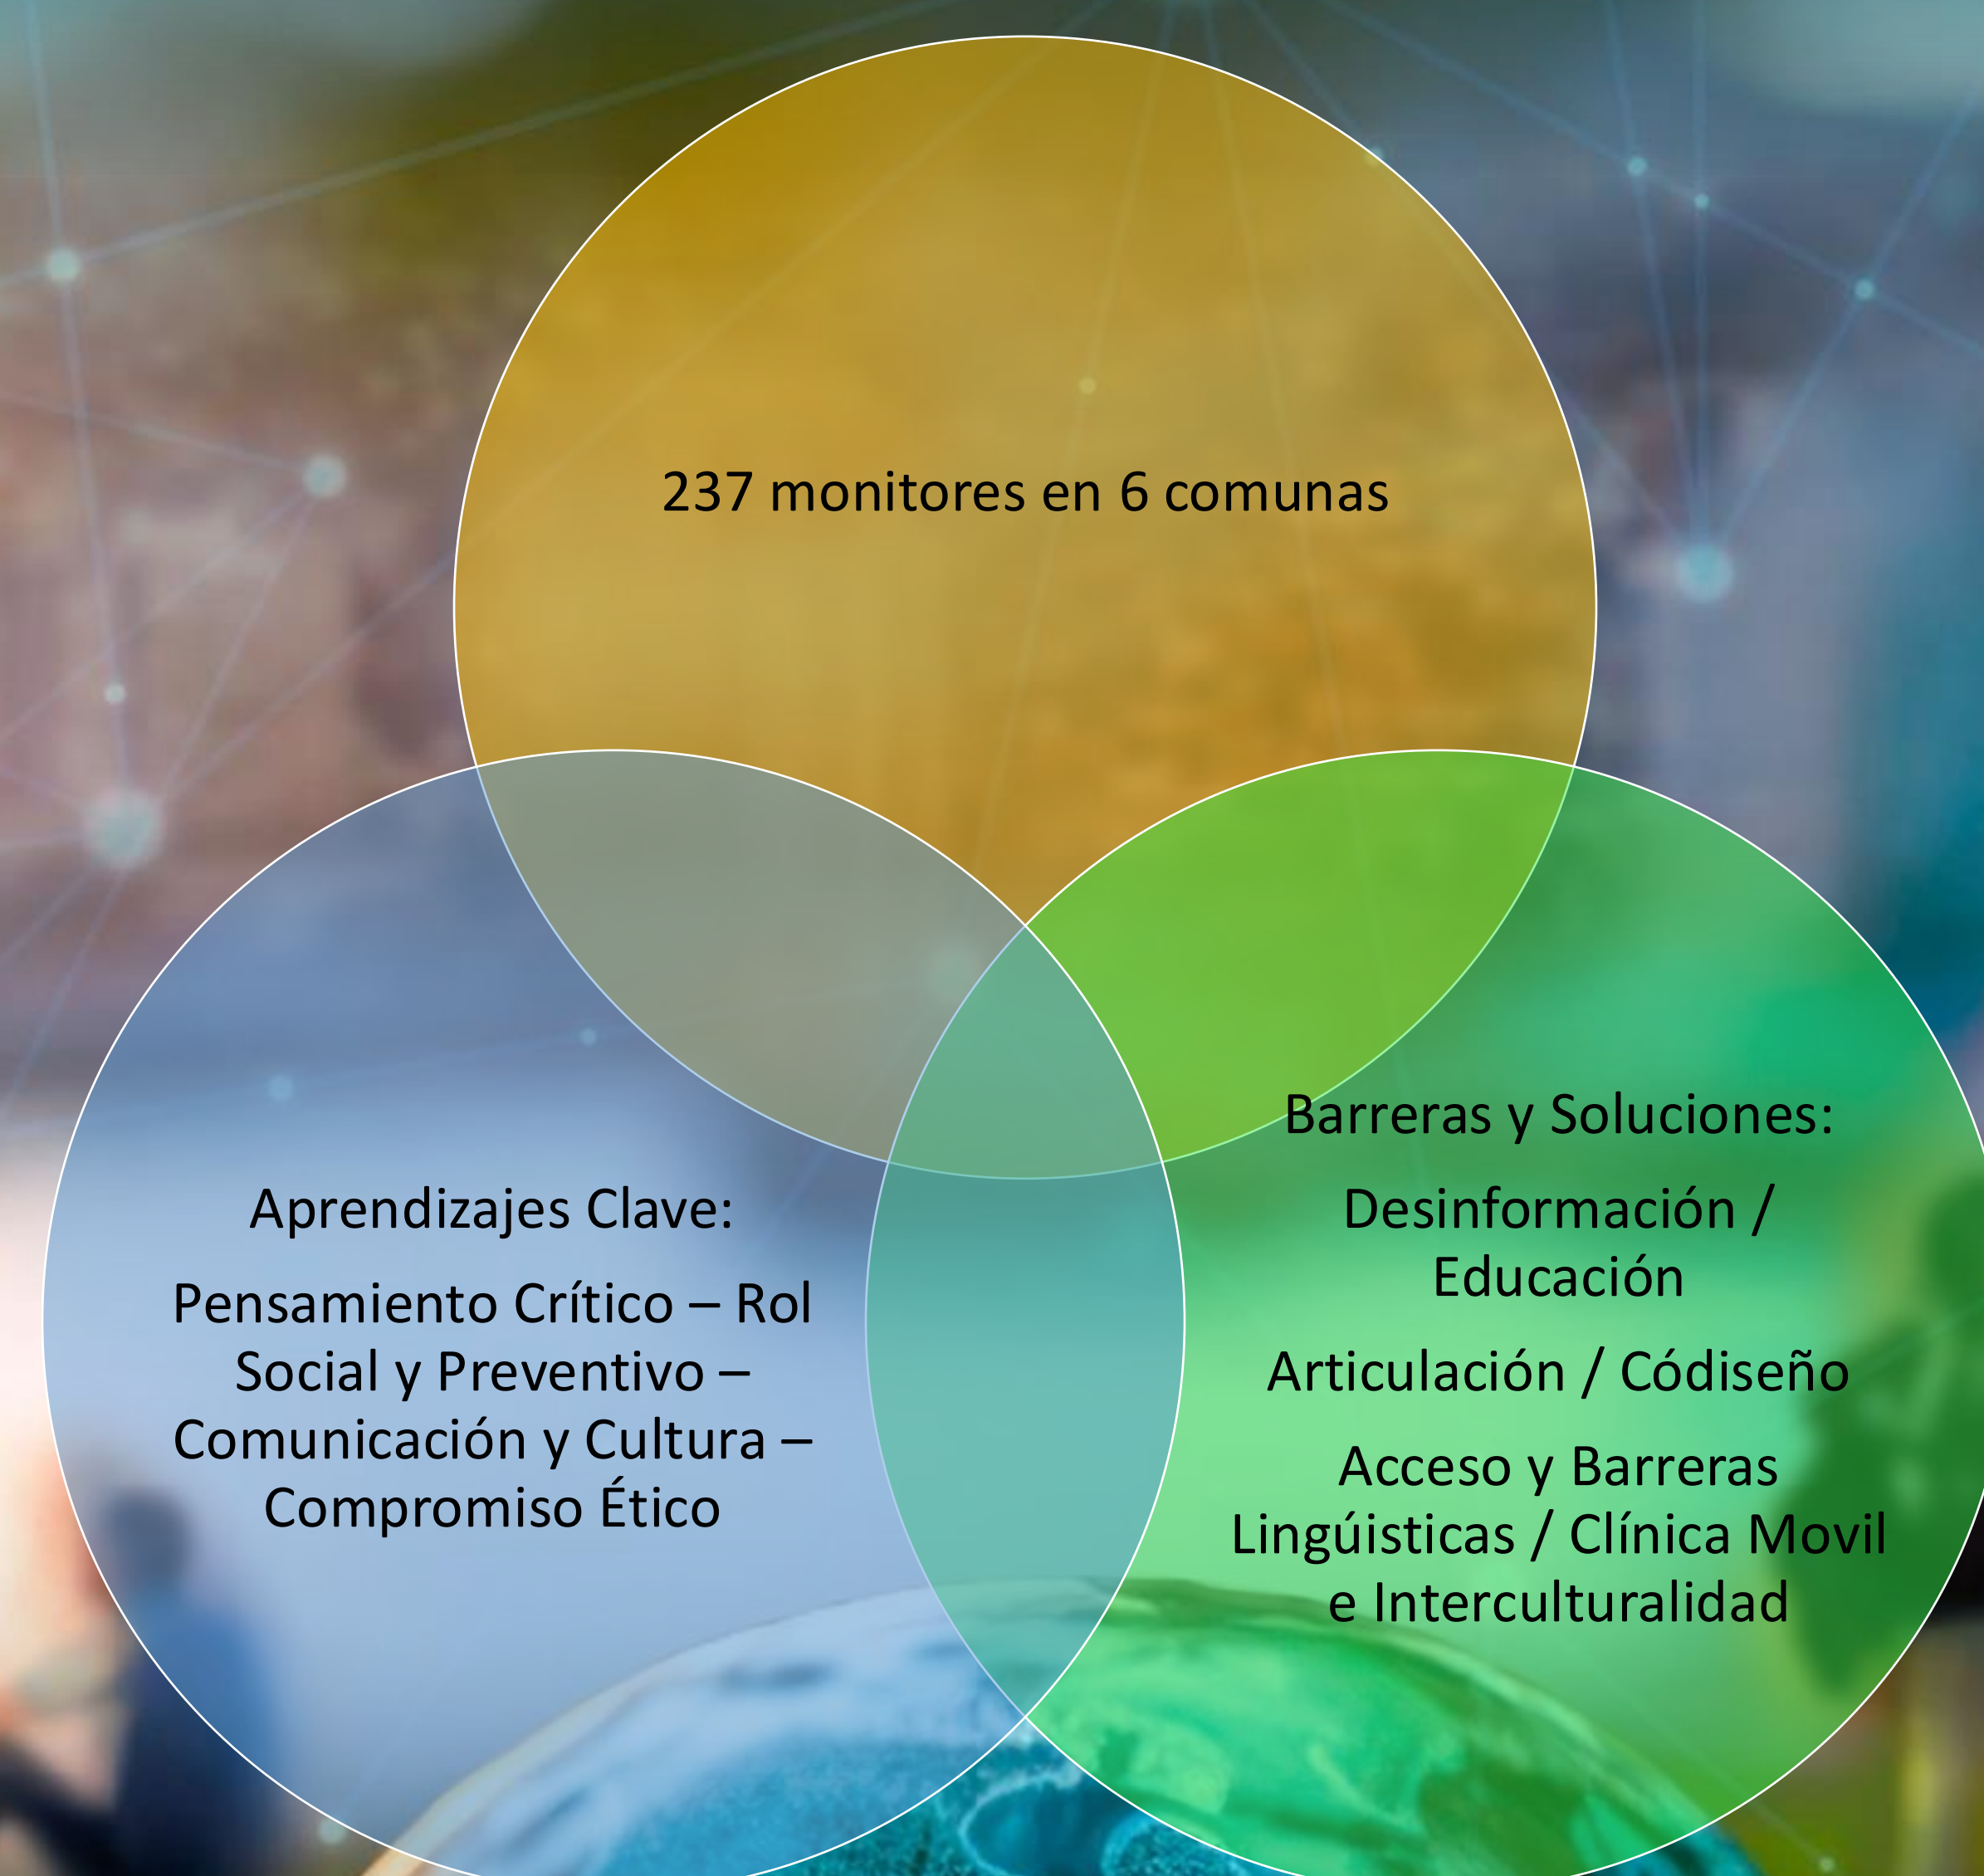 237 monitores en 6 comunas
Aprendizajes Clave:
Pensamiento Crítico – Rol
Social y Preventivo –
Comunicación y Cultura –
Compromiso Ético
Barreras y Soluciones:
Desinformación /
Educación
Articulación / Códiseño
Acceso y Barreras
Lingúisticas / Clínica Movil
e Interculturalidad